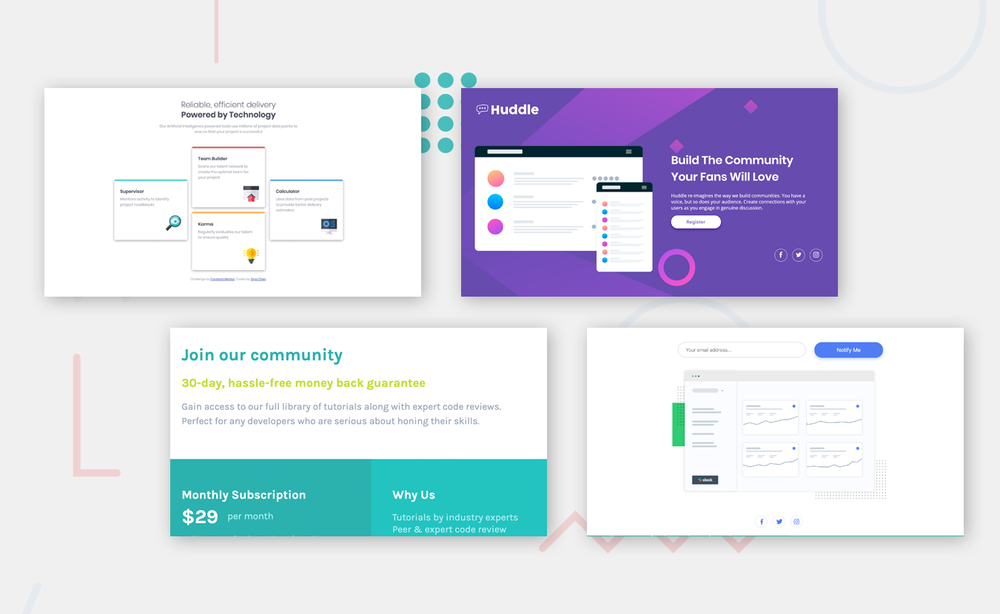 Reliable, efficient delivery
Powered by Technology
Our Artificial Intelligence powered tools use millions of project data points to
ensure that your project is successful
Team Builder
Scans our talent network to
create the optimal team for
your project
Supervisor
Monitors activity to identify
project roadblocks
Calculator
Uses data from past projects
to provide better delivery
estimates
Karma
Regularly evaluates our talent
to ensure quality
Challenge by Frontend Mentor. Coded by
Huddle
Build The Community
Your Fans Will Love
Huddle re-imagines the way we build communities. You have a
voice, but so does your audience. Create connections with your
users as you engage in genuine discussion.
Register
Join our community
30-day, hassle-free money back guarantee
Gain access to our full library of tutorials along with expert code reviews.
Perfect for any developers who are serious about honing their skills.
Monthly Subscription
$29 per month
Why Us
Tutorials by industry experts
Peer & expert code review
Your email address...
Notify Me
slack